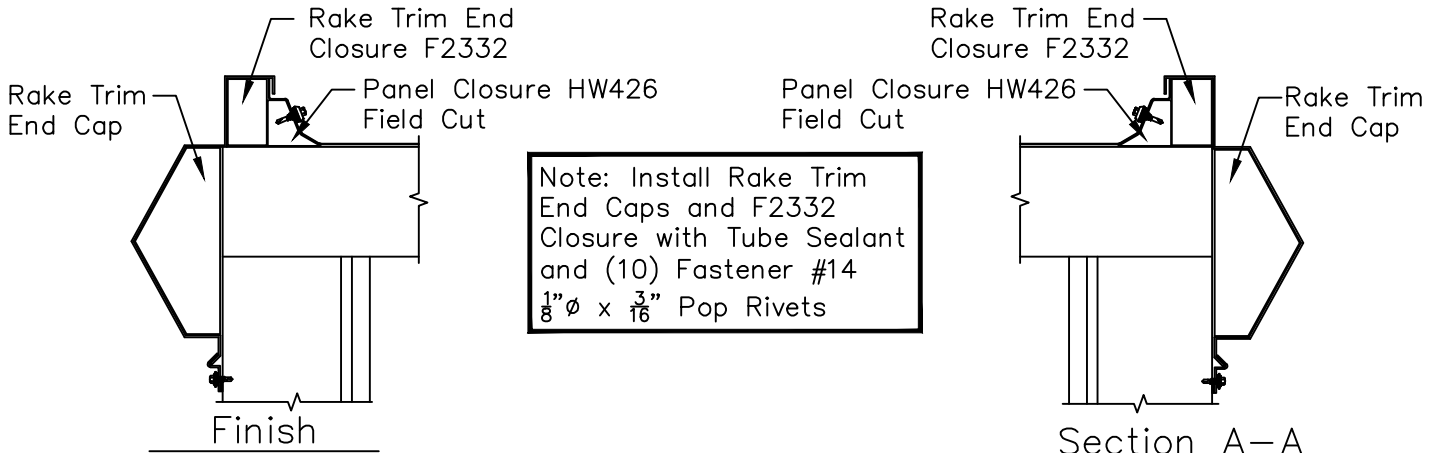 Rake Trim End
Closure F2332
Rake Trim
End Cap
Panel Closure HW426
Field Cut
Finish
Note: Install Rake Trim
End Caps and F2332
Closure with Tube Sealant
and (10) Fastener #14
1/8"ø x 3/16" Pop Rivets
Rake Trim End
Closure F2332
Panel Closure HW426
Field Cut
Rake Trim
End Cap
Section A-A